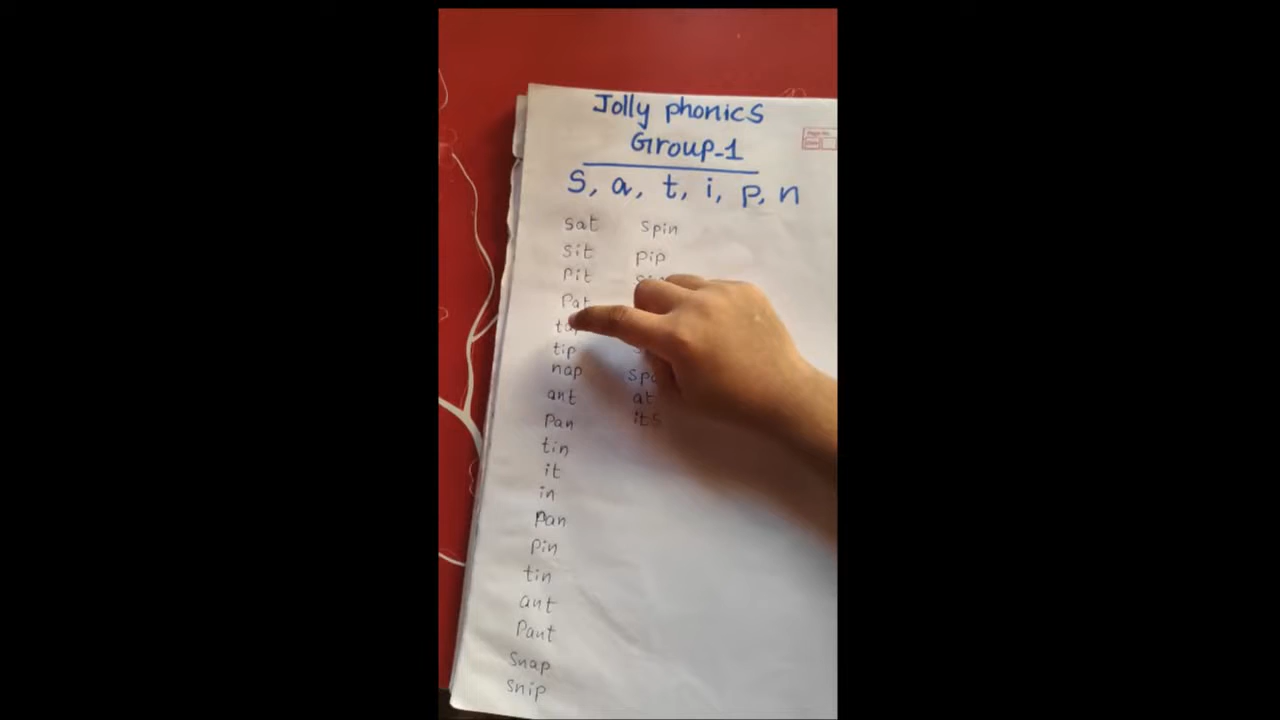 Jolly phonics
Group-1
S, a, t, i, p, n
sat
sit
pit
Pat
tap
tip
nap
ant
pan
tin
it
in
pan
pin
tin
ant
Pant
Snap
snip
spin
pip
at
its